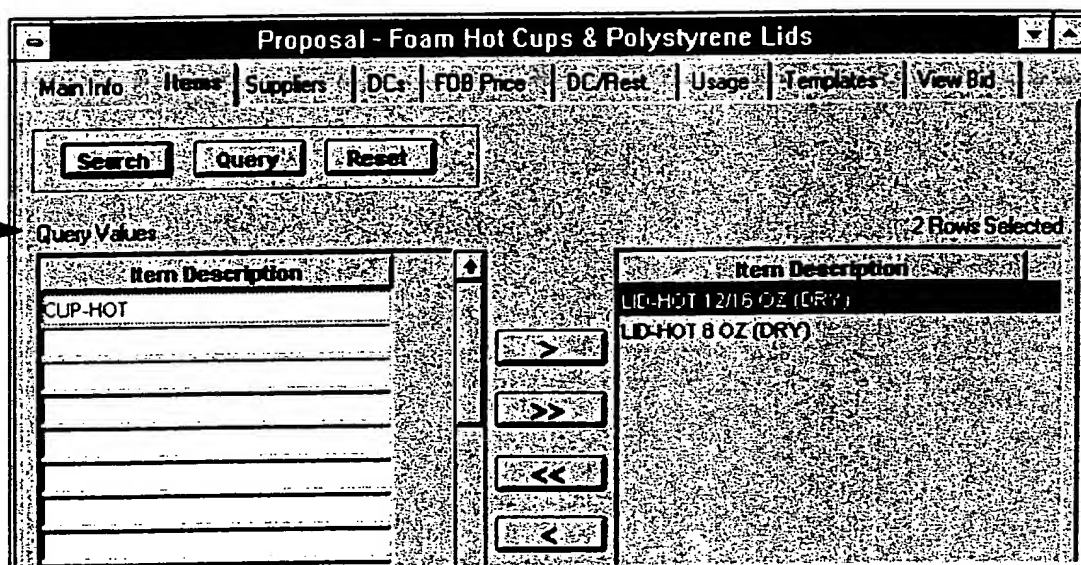 Proposal - Foam Hot Cups & Polystyrene Lids
Main Info Items Suppliers DCs FOB Price DC/Rest. Usage Templates View Bid
Search Query Reset
Query Values
2 Rows Selected
Item Description
Item Description
CUP-HOT
LID-HOT 12/16 OZ (DRY)
LID-HOT 8 OZ (DRY)
>
>>
<<
<